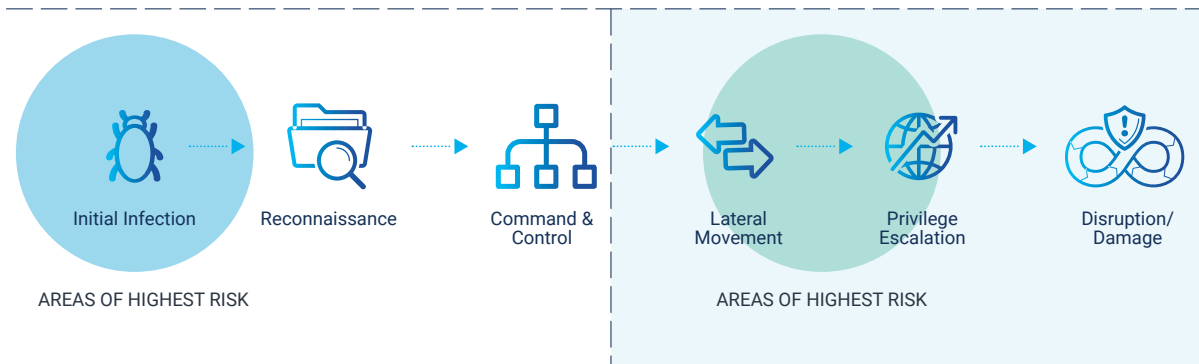 Initial Infection
Reconnaissance
Command &
Control
Lateral
Movement
Privilege
Escalation
Disruption/
Damage
AREAS OF HIGHEST RISK
AREAS OF HIGHEST RISK